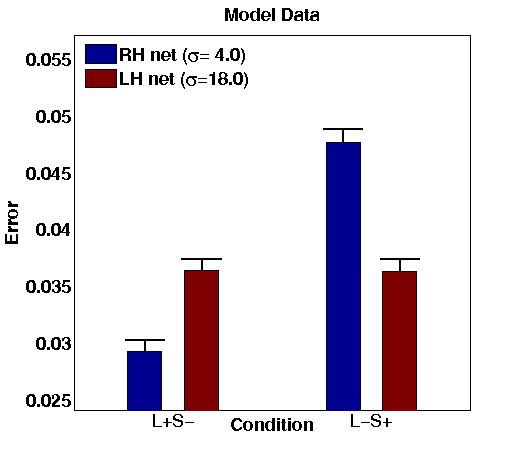 Model Data
RH net (σ= 4.0)
LH net (σ=18.0)
0.055
0.05
0.045
0.04
0.035
0.03
0.025
Error
L+S−
L−S+
Condition